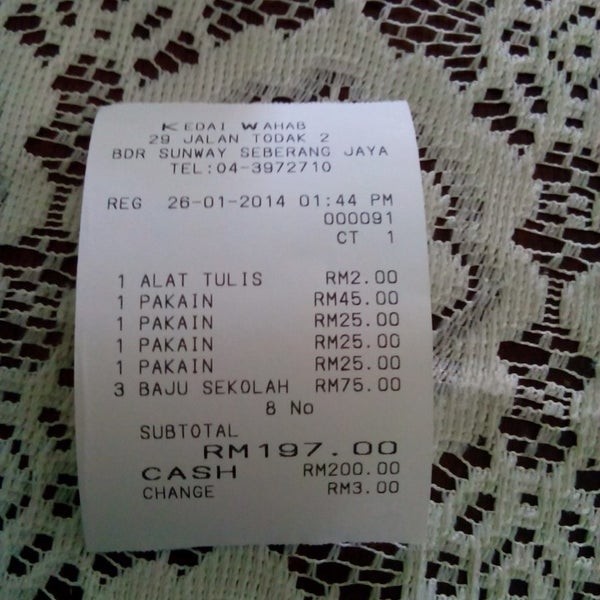 KEDAI WAHAB
29 JALAN TODAK 2
BDR SUNWAY SEBERANG JAYA
TEL:04-3972710
REG 26-01-2014 01:44 PM
000091
CT 1
1 ALAT TULIS RM2.00
1 PAKAIN RM45.00
1 PAKAIN RM25.00
1 PAKAIN RM25.00
1 PAKAIN RM25.00
3 BAJU SEKOLAH RM75.00
8 No
SUBTOTAL
RM197.00
CASH RM200.00
CHANGE RM3.00